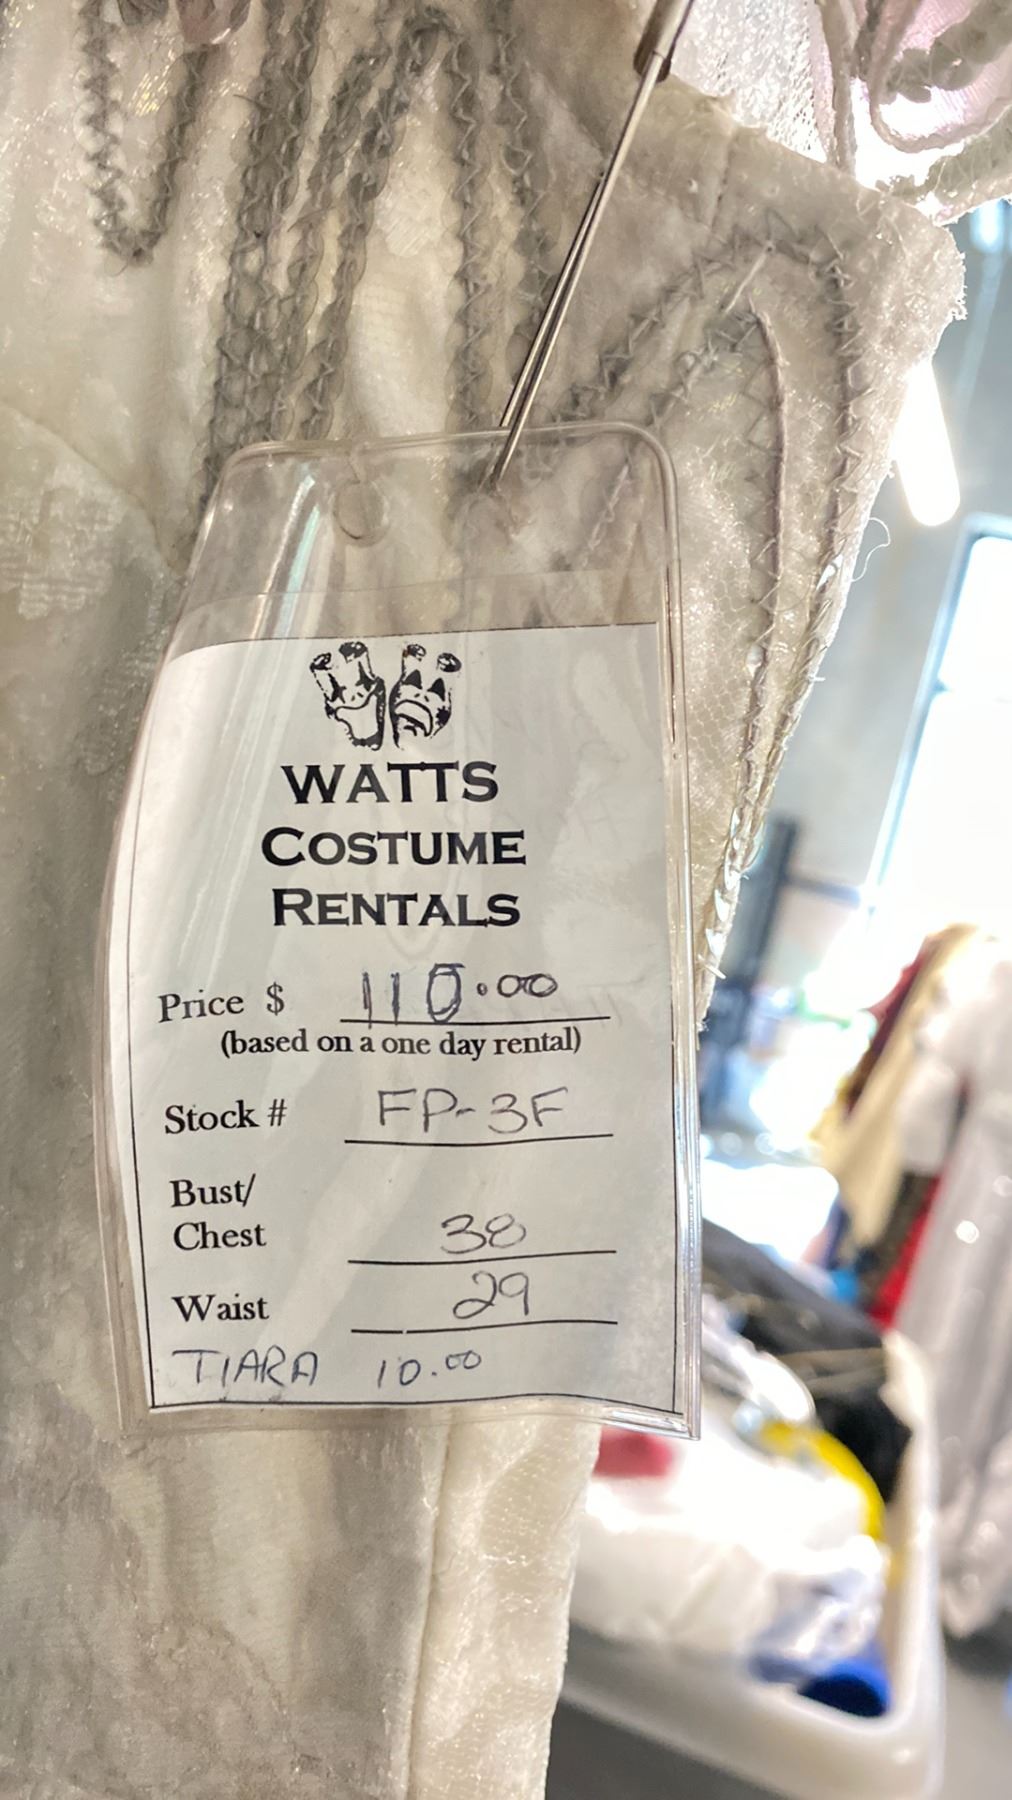 WATTS
COSTUME
RENTALS
Price $ 110.00
(based on a one day rental)
Stock # FP-3F
Bust/
Chest 38
Waist 29
TIARA 10.00